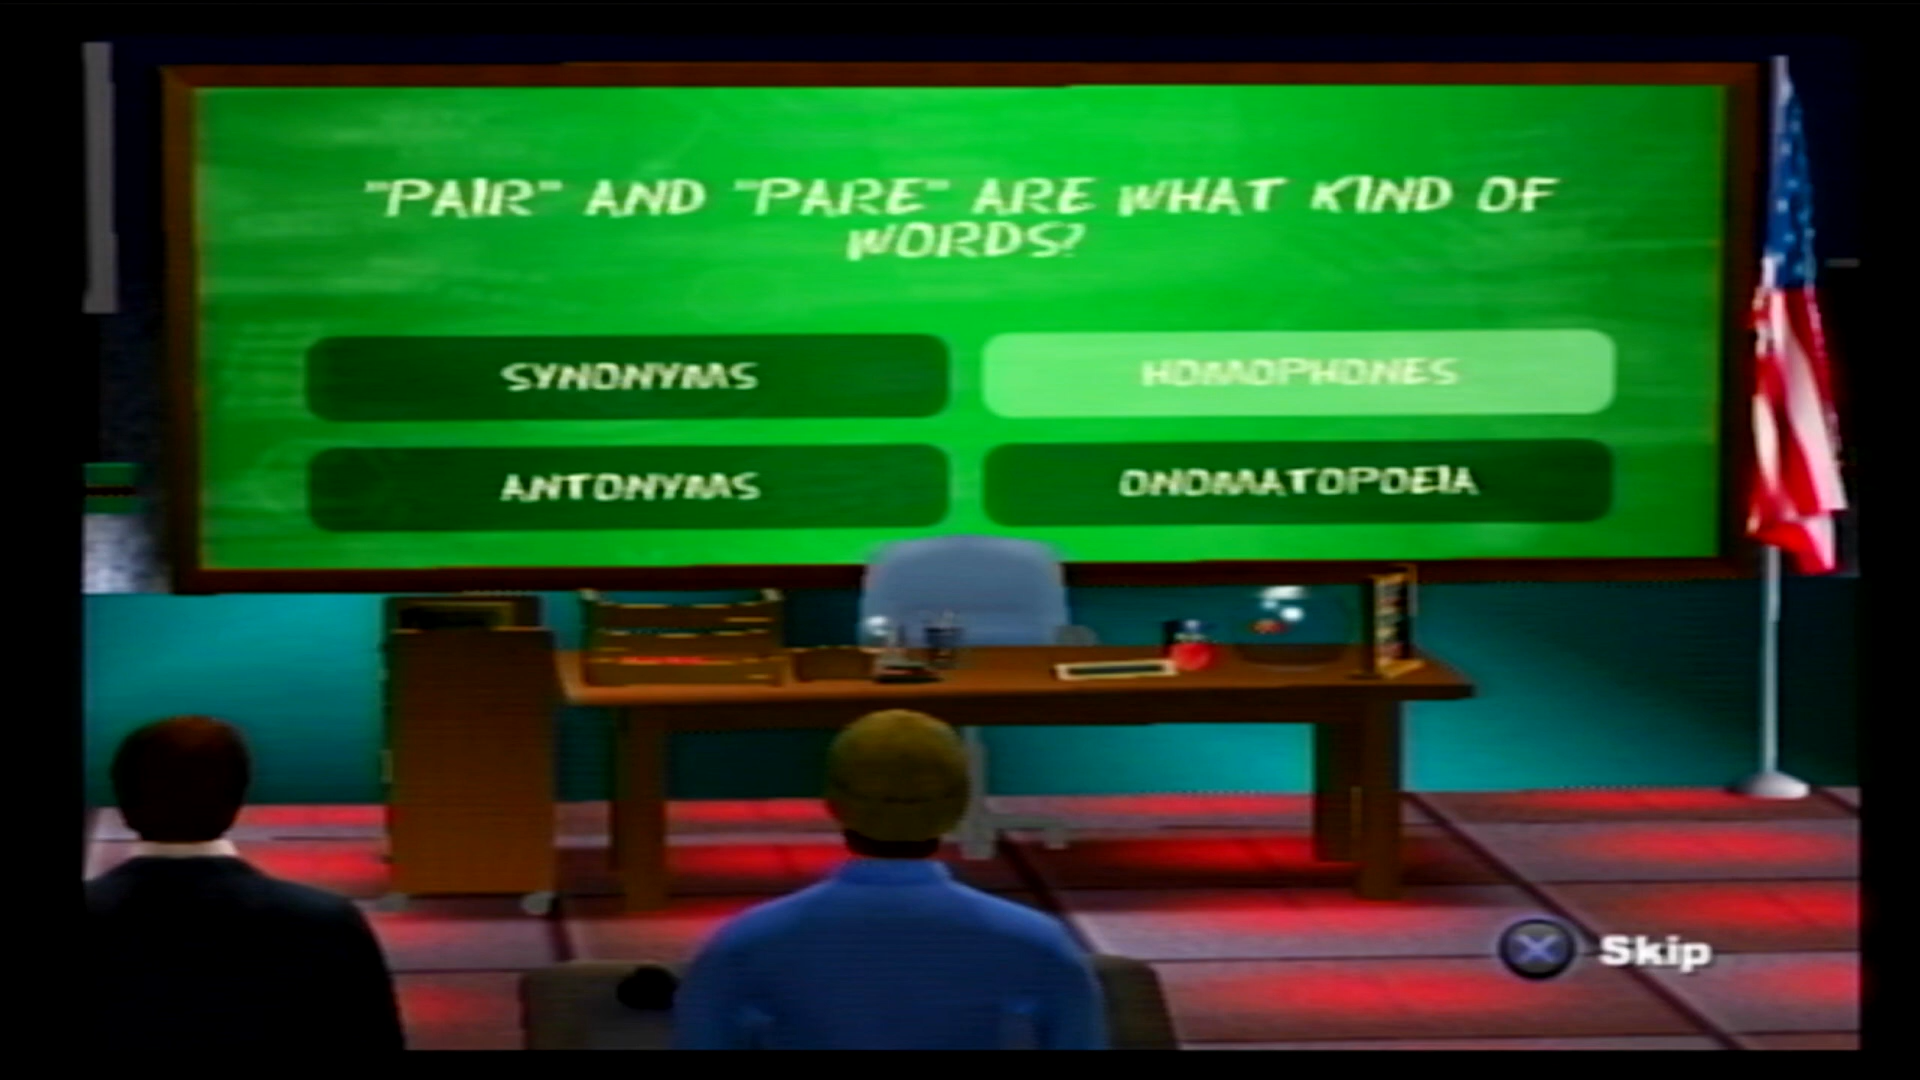 "PAIR" AND "PARE" ARE WHAT KIND OF
WORDS?
SYNONYMS
HOMOPHONES
ANTONYMS
ONOMATOPOEIA
Skip